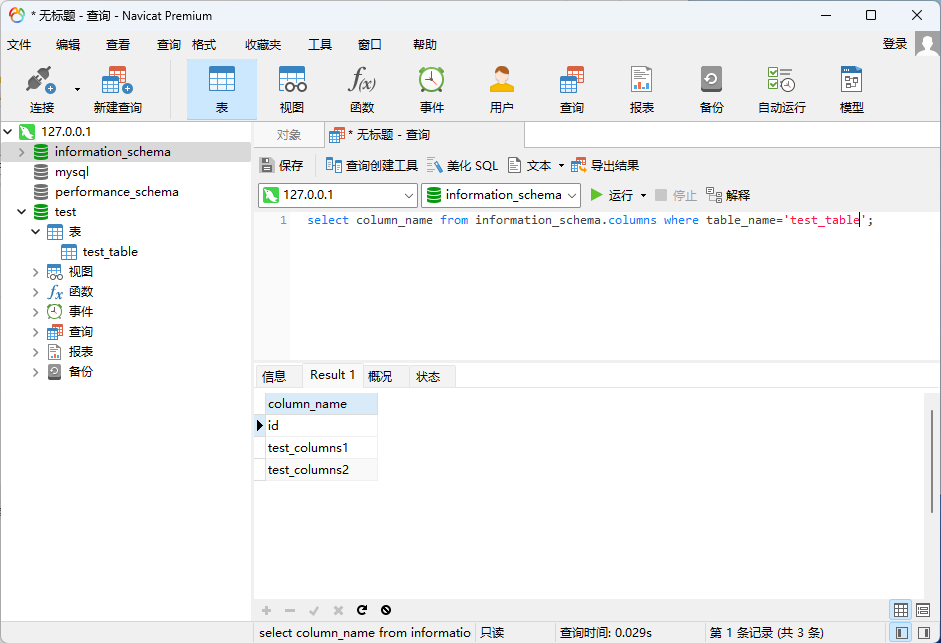 * 无标题 - 查询 - Navicat Premium
文件 编辑 查看 查询 格式 收藏夹 工具 窗口 帮助 登录
连接 新建查询 表 视图 函数 事件 用户 查询 报表 备份 自动运行 模型
127.0.0.1
information_schema
mysql
performance_schema
test
表
test_table
视图
函数
事件
查询
报表
备份
对象 * 无标题 - 查询
保存 查询创建工具 美化 SQL 文本 导出结果
127.0.0.1 information_schema 运行 停止 解释
1 select column_name from information_schema.columns where table_name='test_table';
信息 Result 1 概况 状态
column_name
id
test_columns1
test_columns2
select column_name from informatio 只读 查询时间: 0.029s 第 1 条记录 (共 3 条)